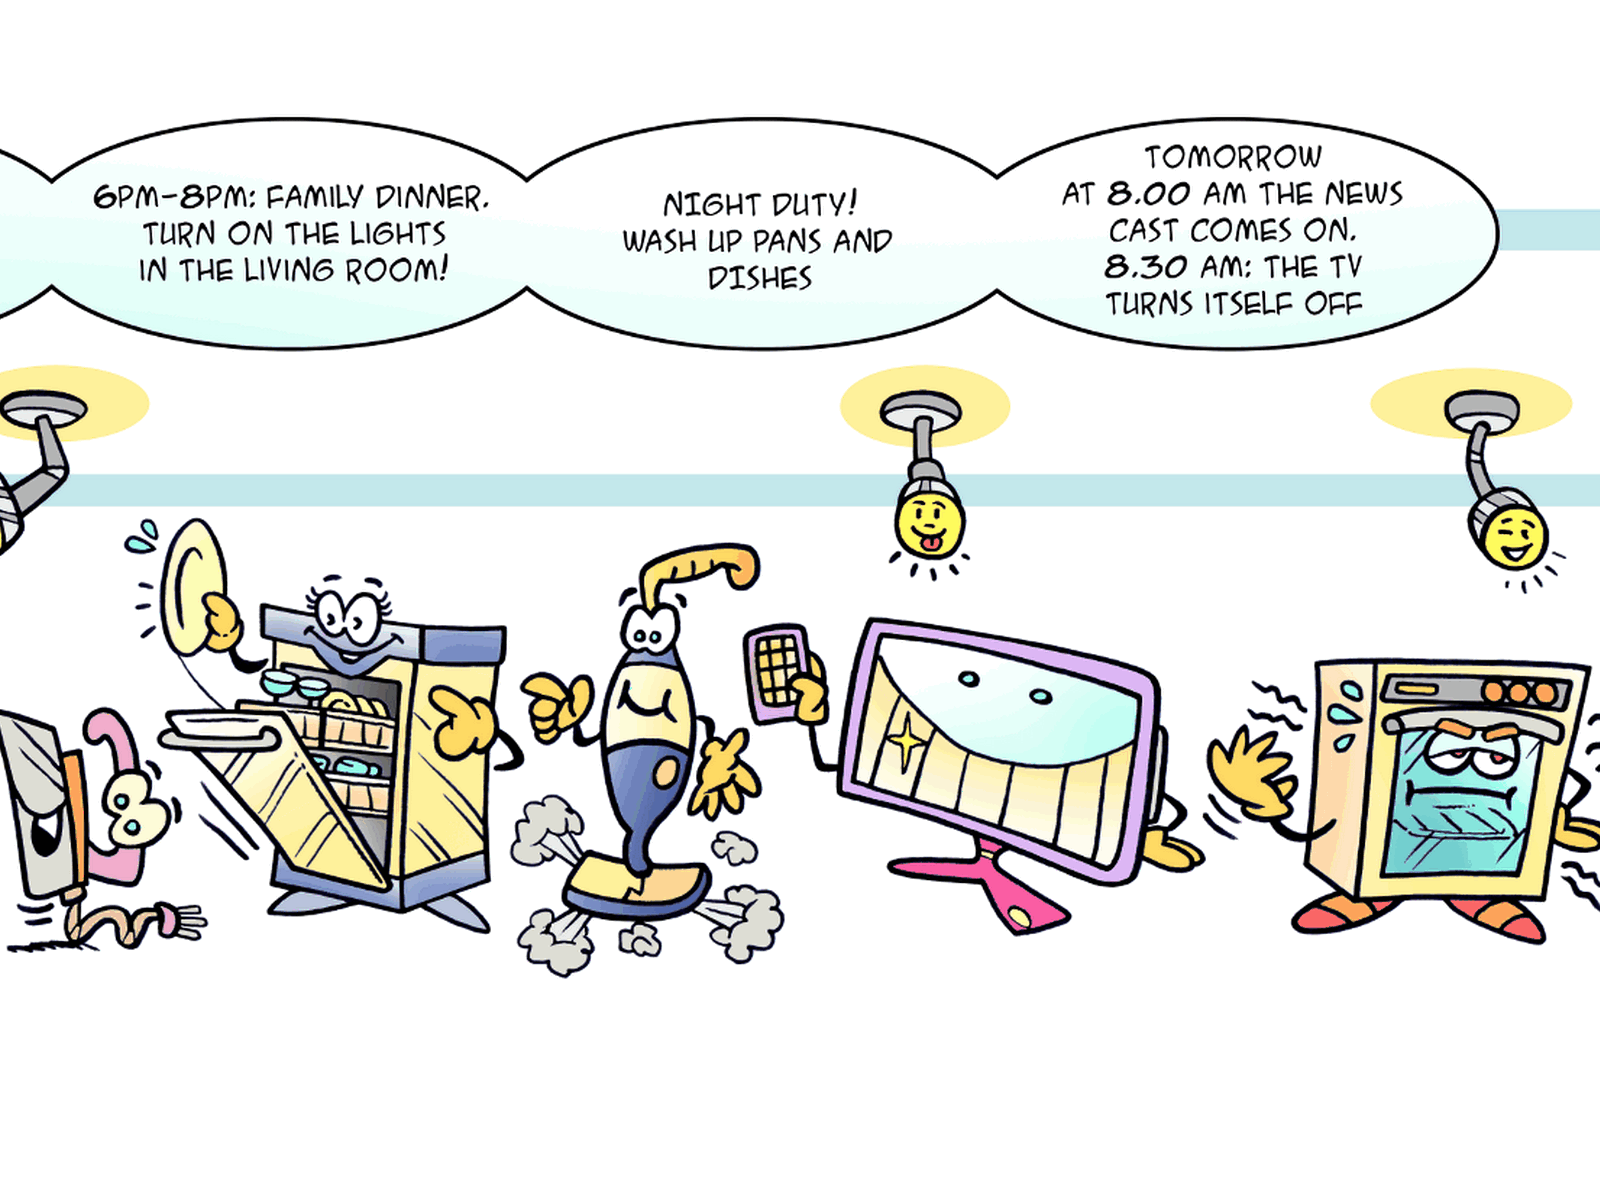 6PM-8PM: FAMILY DINNER.
TURN ON THE LIGHTS
IN THE LIVING ROOM!
NIGHT DUTY!
WASH UP PANS AND
DISHES
TOMORROW
AT 8.00 AM THE NEWS
CAST COMES ON.
8.30 AM: THE TV
TURNS ITSELF OFF